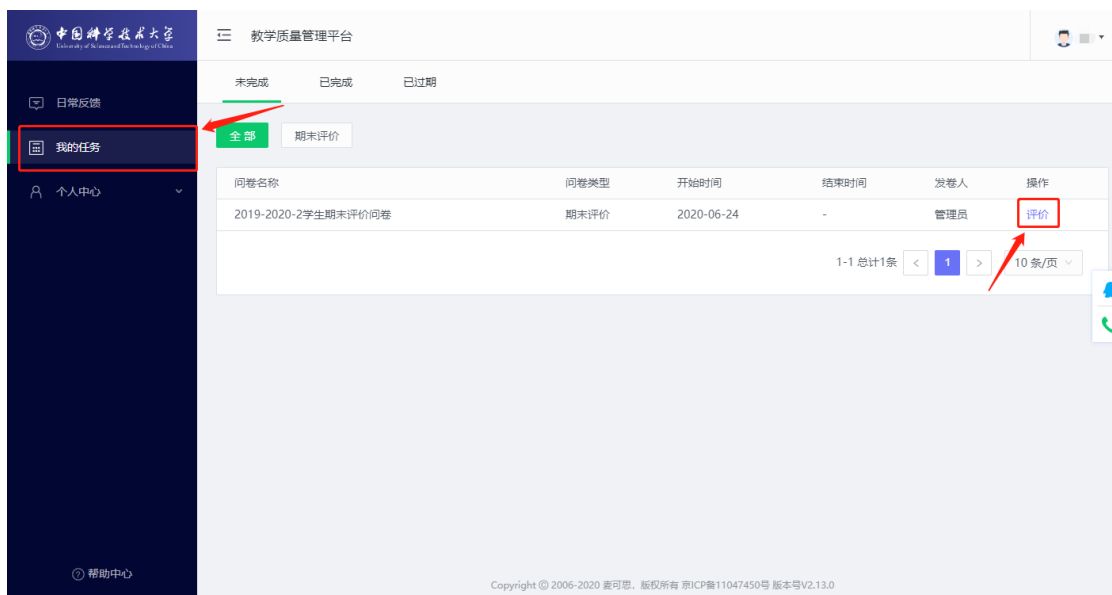 中国科学技术大学
University of Science and Technology of China
教学质量管理平台
未完成 已完成 已过期
日常反馈
我的任务
个人中心
全部 期末评价
问卷名称 问卷类型 开始时间 结束时间 发卷人 操作
2019-2020-2学生期末评价问卷 期末评价 2020-06-24 - 管理员 评价
1-1 总计1条 < 1 > 10 条/页
帮助中心
Copyright © 2006-2020 麦可思．版权所有 京ICP备11047450号 版本号V2.13.0